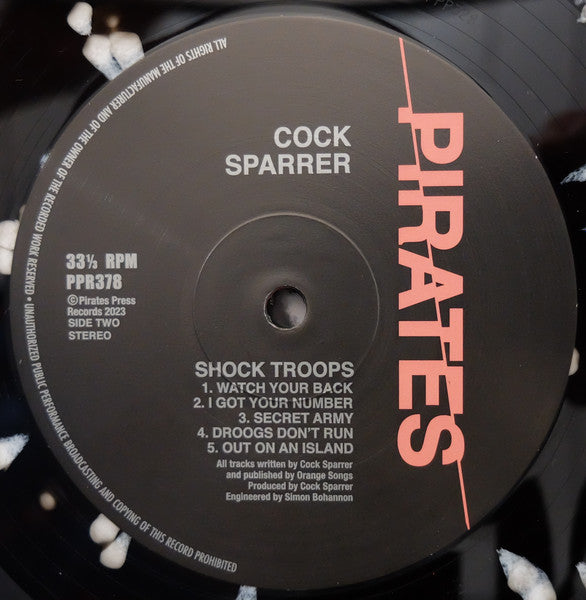 COCK
SPARRER
PIRATES
33⅓ RPM
PPR378
©Pirates Press
Records 2023
SIDE TWO
STEREO
SHOCK TROOPS
1. WATCH YOUR BACK
2. I GOT YOUR NUMBER
3. SECRET ARMY
4. DROOGS DON'T RUN
5. OUT ON AN ISLAND
All tracks written by Cock Sparrer
and published by Orange Songs
Produced by Cock Sparrer
Engineered by Simon Bohannon
ALL RIGHTS OF THE MANUFACTURER AND OF THE OWNER OF THE RECORDED WORK RESERVED • UNAUTHORIZED PUBLIC PERFORMANCE BROADCASTING AND COPYING OF THIS RECORD PROHIBITED